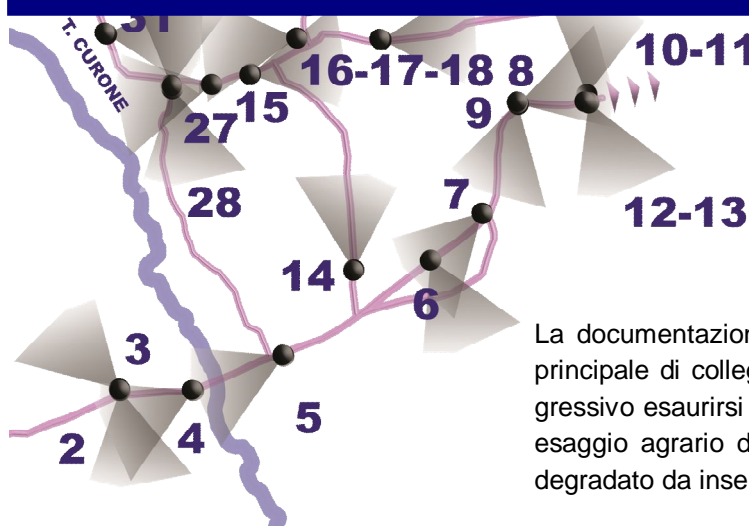 31
T. CURONE
16-17-18
8
10-11
15
9
27
28
7
12-13
14
6
3
5
4
2
La documentazion
principale di colleg
gressivo esaurirsi
esaggio agrario d
degradato da inse